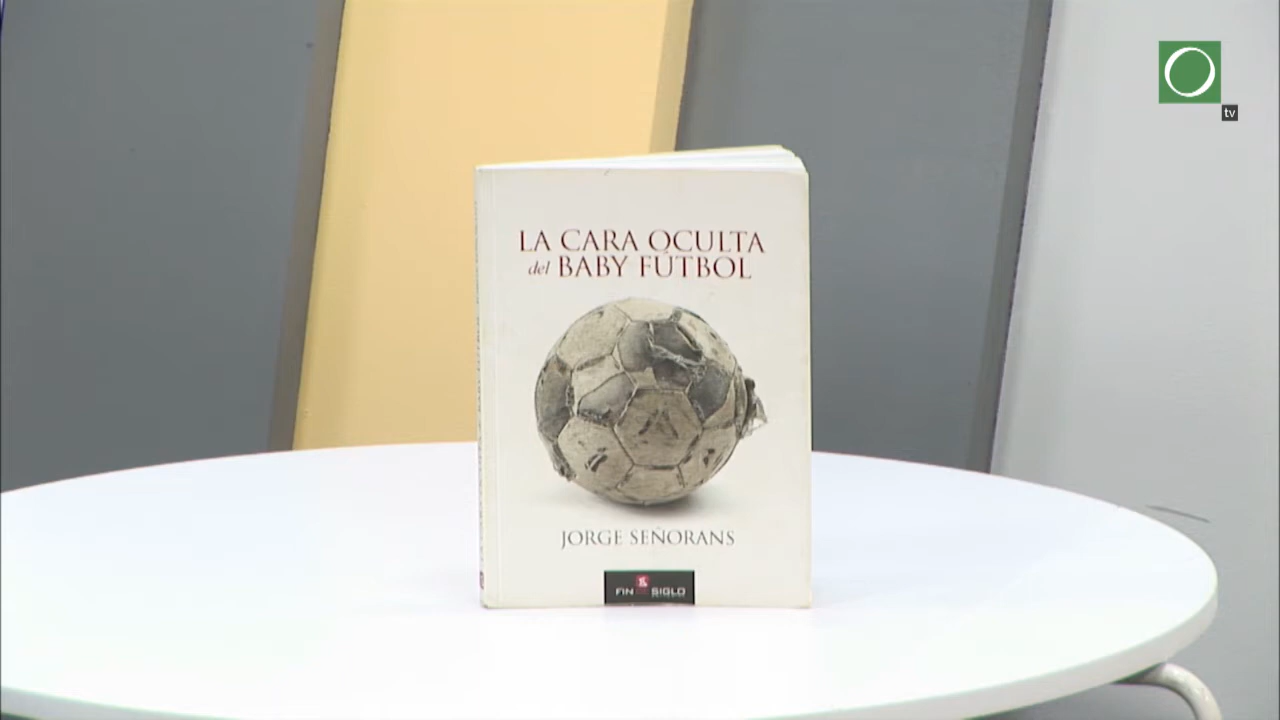 tv
LA CARA OCULTA
del BABY FÚTBOL
JORGE SEÑORANS
FIN SIGLO